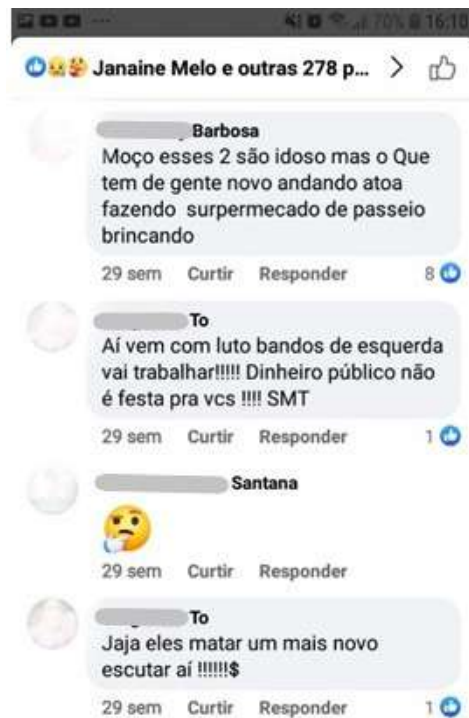 ... 70% 16:10
Janaine Melo e outras 278 p... >
Barbosa
Moço esses 2 são idoso mas o Que
tem de gente novo andando atoa
fazendo surpermecado de passeio
brincando
29 sem Curtir Responder 8
To
Aí vem com luto bandos de esquerda
vai trabalhar!!!!! Dinheiro público não
é festa pra vcs !!!! SMT
29 sem Curtir Responder 1
Santana
29 sem Curtir Responder
To
Jaja eles matar um mais novo
escutar aí !!!!!!$
29 sem Curtir Responder 1